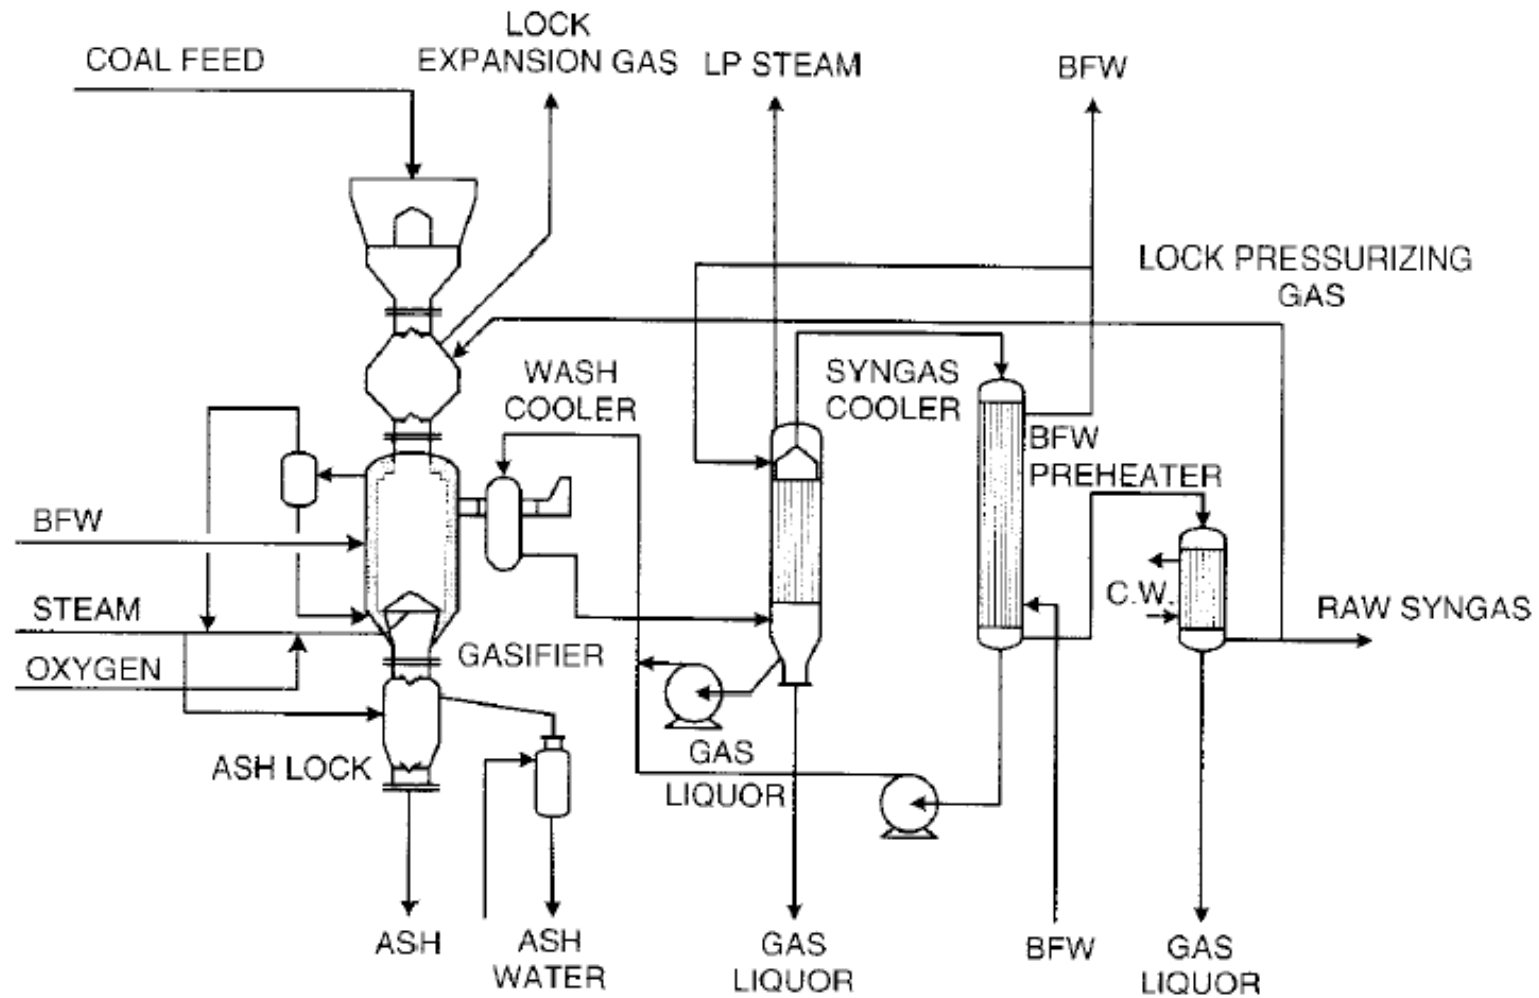 LOCK
EXPANSION GAS
COAL FEED
LP STEAM
BFW
LOCK PRESSURIZING
GAS
WASH
COOLER
SYNGAS
COOLER
BFW
PREHEATER
BFW
STEAM
OXYGEN
GASIFIER
C.W.
RAW SYNGAS
ASH LOCK
GAS
LIQUOR
ASH
ASH
WATER
GAS
LIQUOR
BFW
GAS
LIQUOR